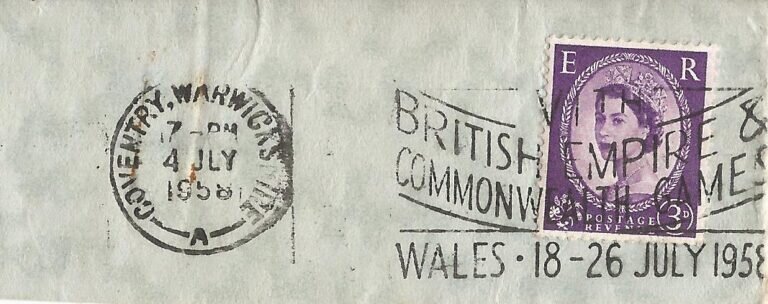 COVENTRY, WARWICKSHIRE
7-PM
4 JLY
1958
A
E R
VITH
BRITISH EMPIRE &
COMMONWEALTH GAMES
WALES · 18-26 JULY 1958
POSTAGE
REVENUE
3D